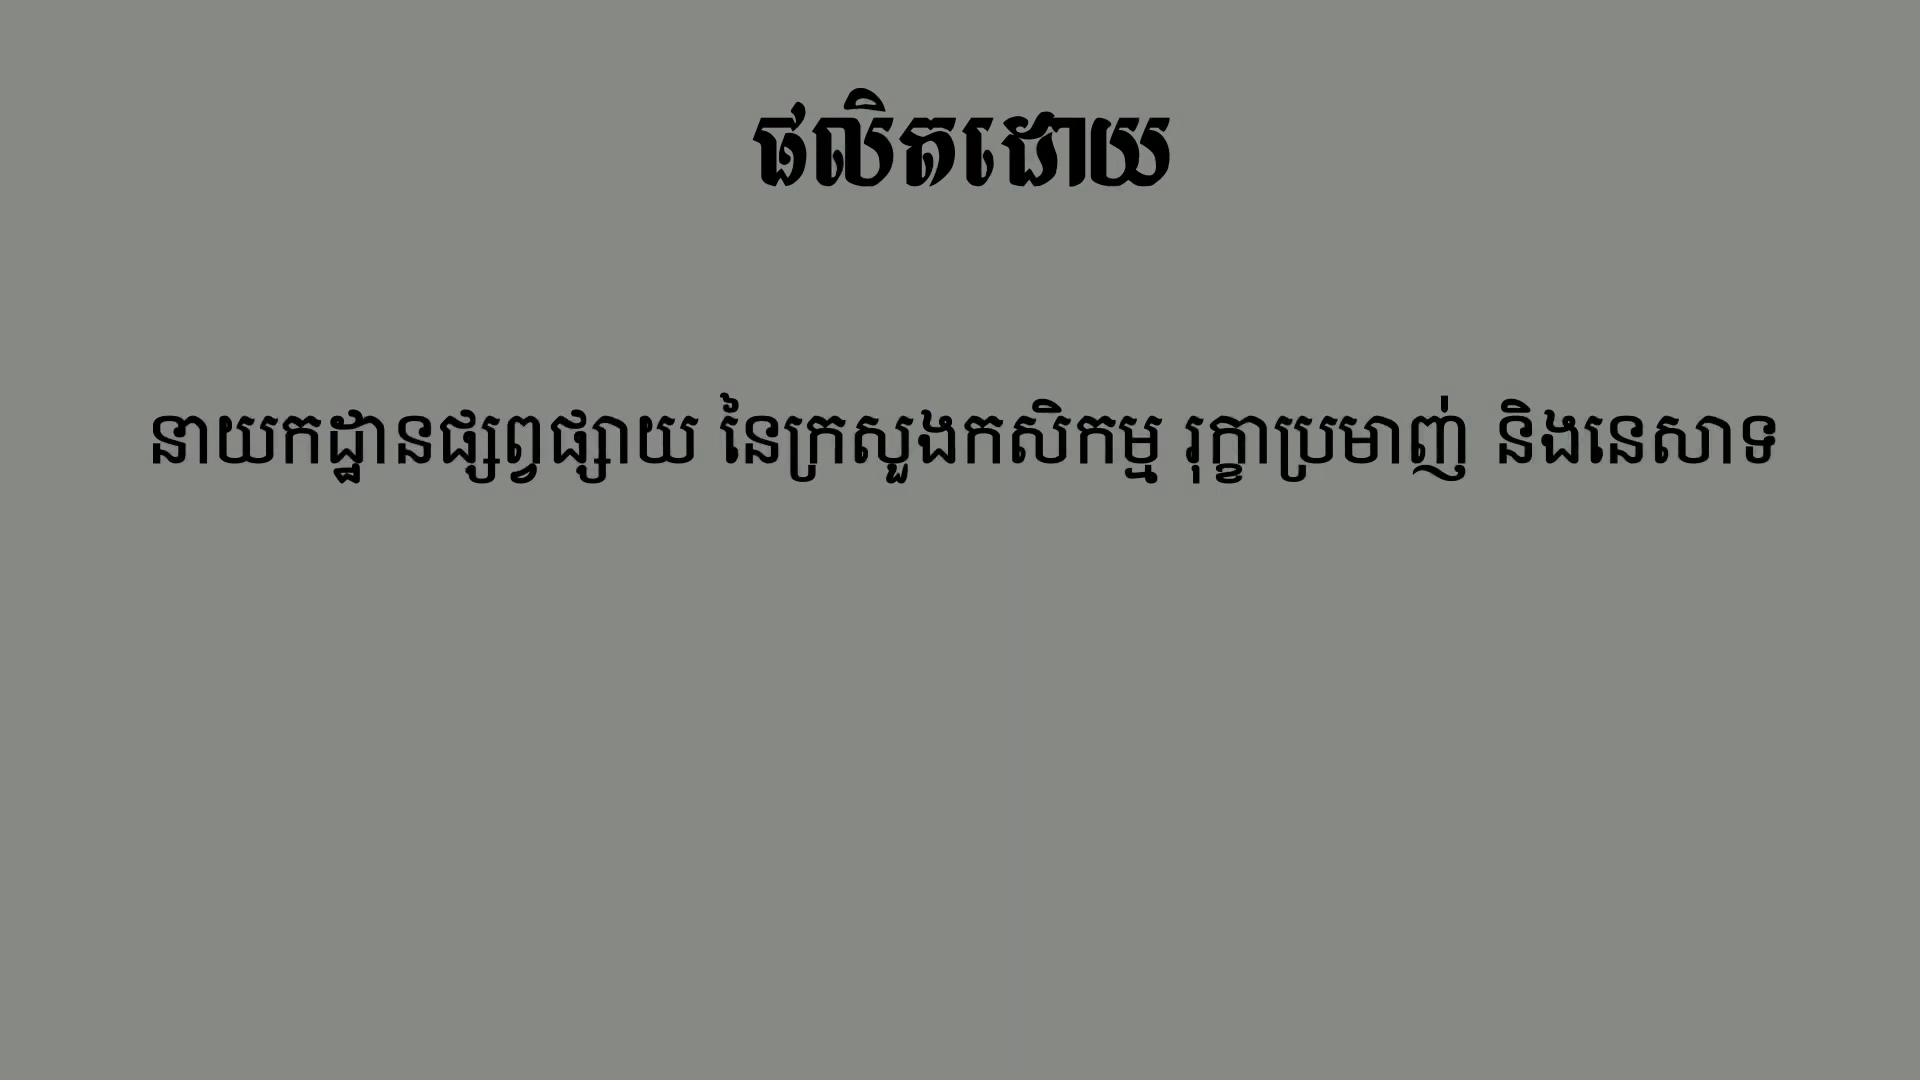 ផលិតដោយ
នាយកដ្ឋានផ្សព្វផ្សាយ នៃក្រសួងកសិកម្ម រុក្ខាប្រមាញ់ និងនេសាទ